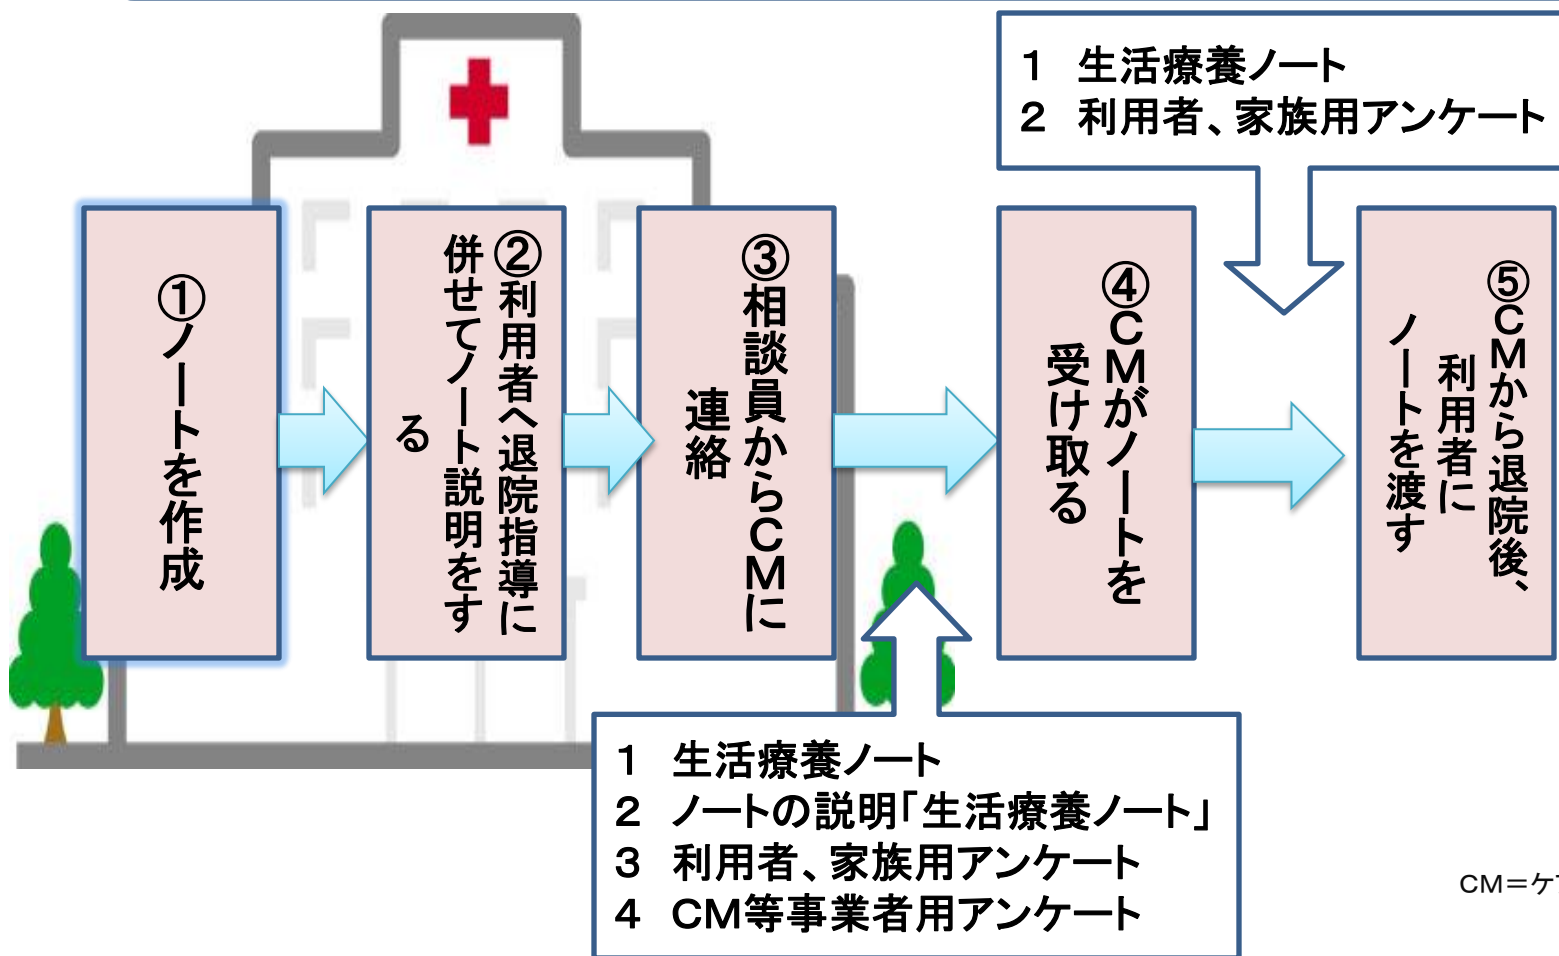 1 生活療養ノート
2 利用者、家族用アンケート
①ノートを作成
②利用者へ退院指導に
併せてノート説明をす
る
③相談員からCMに
連絡
④CMがノートを
受け取る
⑤CMから退院後、
利用者に
ノートを渡す
1 生活療養ノート
2 ノートの説明「生活療養ノート」
3 利用者、家族用アンケート
4 CM等事業者用アンケート
CM=ケ